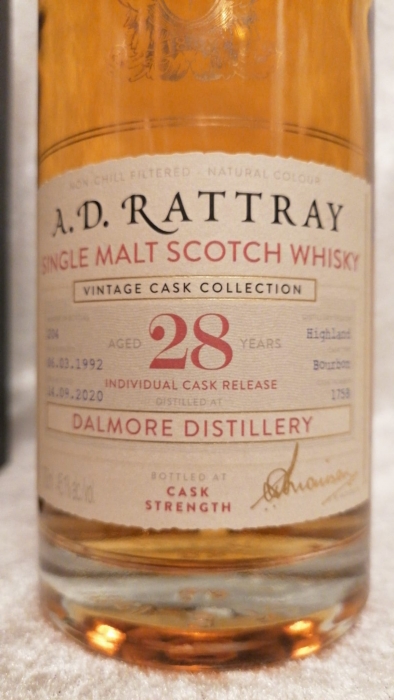 NON CHILL FILTERED - NATURAL COLOUR
A.D. RATTRAY
SINGLE MALT SCOTCH WHISKY
VINTAGE CASK COLLECTION
204 Highland
AGED 28 YEARS
06.03.1992 Bourbon
INDIVIDUAL CASK RELEASE
14.09.2020 1758
DISTILLED AT
DALMORE DISTILLERY
BOTTLED AT
CASK
STRENGTH